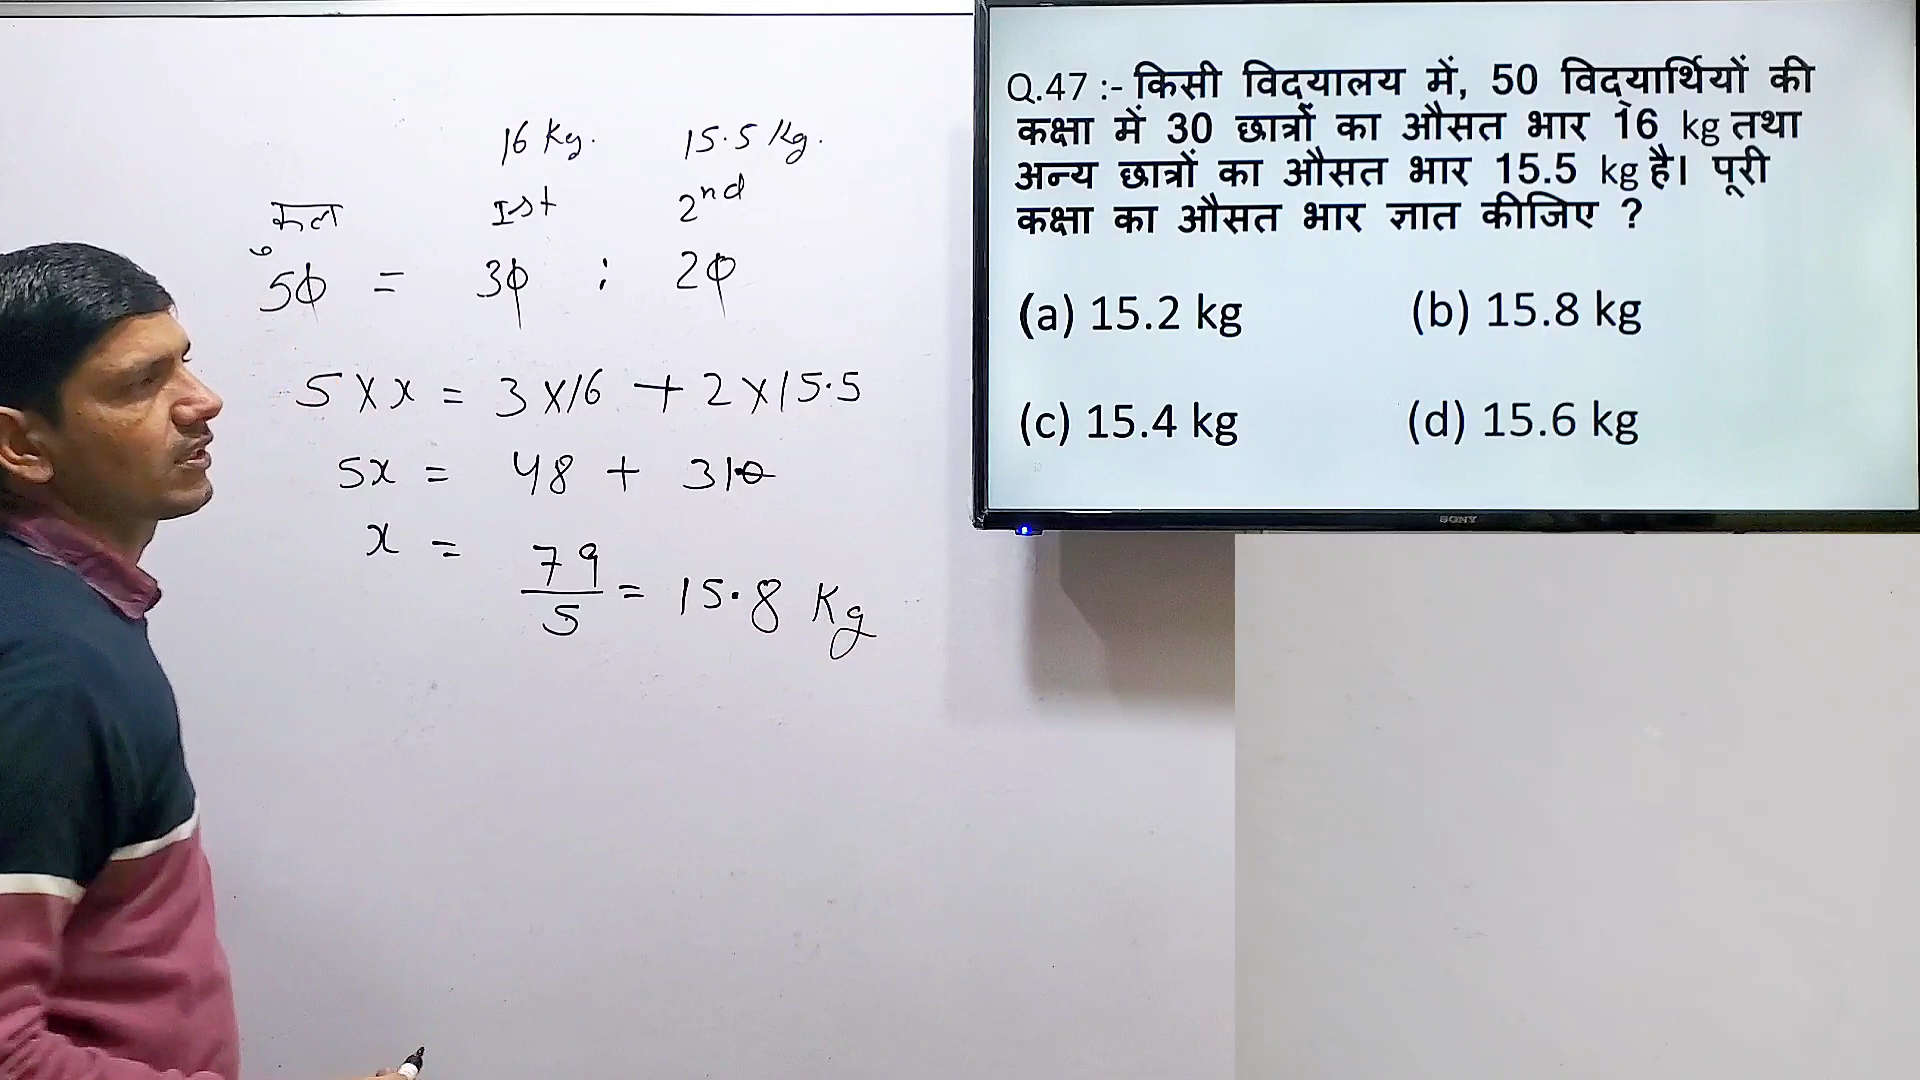 16 Kg. 15.5 Kg.
कुल Ist 2nd
50 = 30 : 20
5 X x = 3 X 16 + 2 X 15.5
5x = 48 + 310
x = 79/5 = 15.8 Kg
Q.47 :- किसी विद्यालय में, 50 विद्यार्थियों की
कक्षा में 30 छात्रों का औसत भार 16 kg तथा
अन्य छात्रों का औसत भार 15.5 kg है। पूरी
कक्षा का औसत भार ज्ञात कीजिए ?
(a) 15.2 kg (b) 15.8 kg
(c) 15.4 kg (d) 15.6 kg
SONY